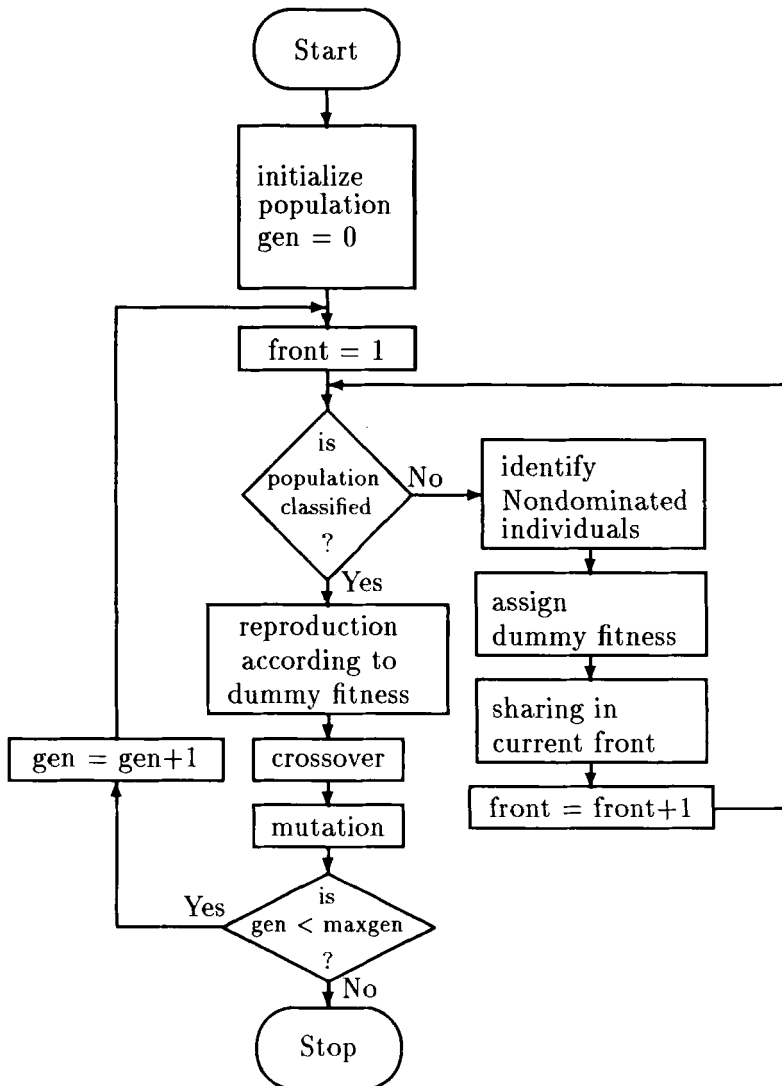 Start
initialize
population
gen = 0
front = 1
is
population
classified
?
No
identify
Nondominated
individuals
Yes
assign
dummy fitness
reproduction
according to
dummy fitness
sharing in
current front
gen = gen+1
crossover
front = front+1
mutation
Yes
is
gen < maxgen
?
No
Stop